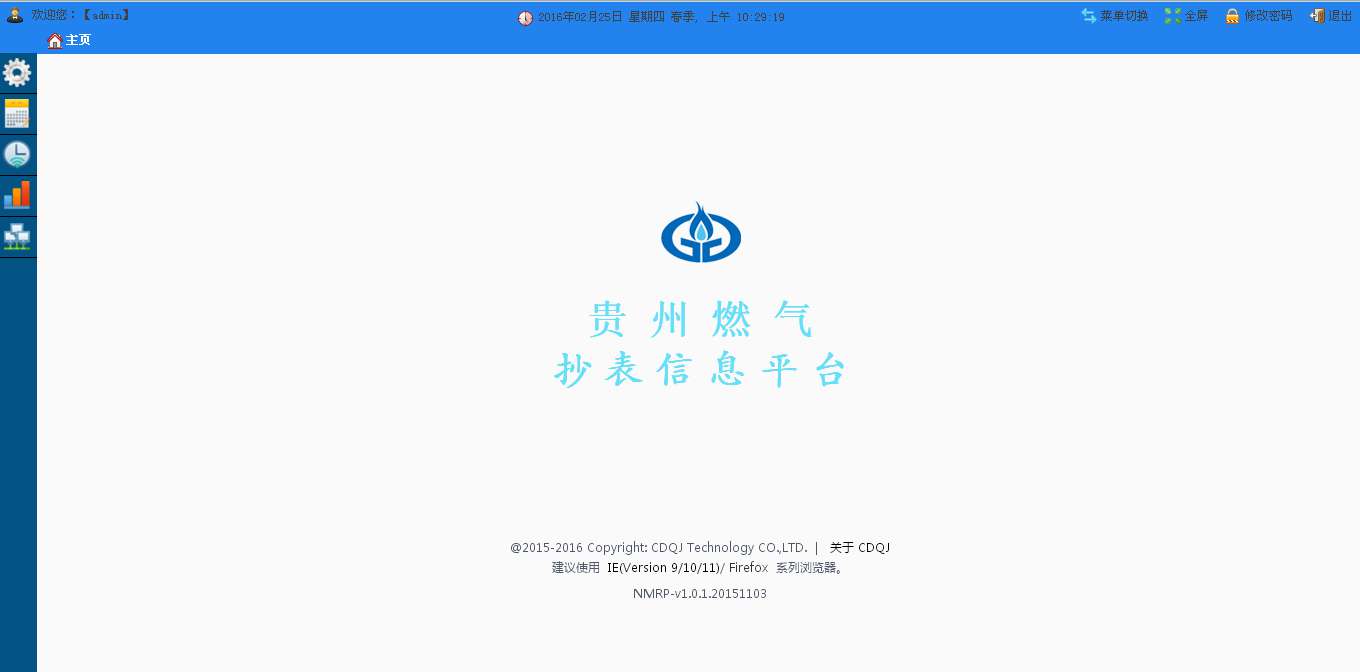 欢迎您：【admin】
2016年02月25日 星期四 春季, 上午 10:29:19
菜单切换 全屏 修改密码 退出
主页
贵州燃气
抄表信息平台
@2015-2016 Copyright: CDQJ Technology CO.,LTD. | 关于 CDQJ
建议使用 IE(Version 9/10/11)/ Firefox 系列浏览器。
NMRP-v1.0.1.20151103